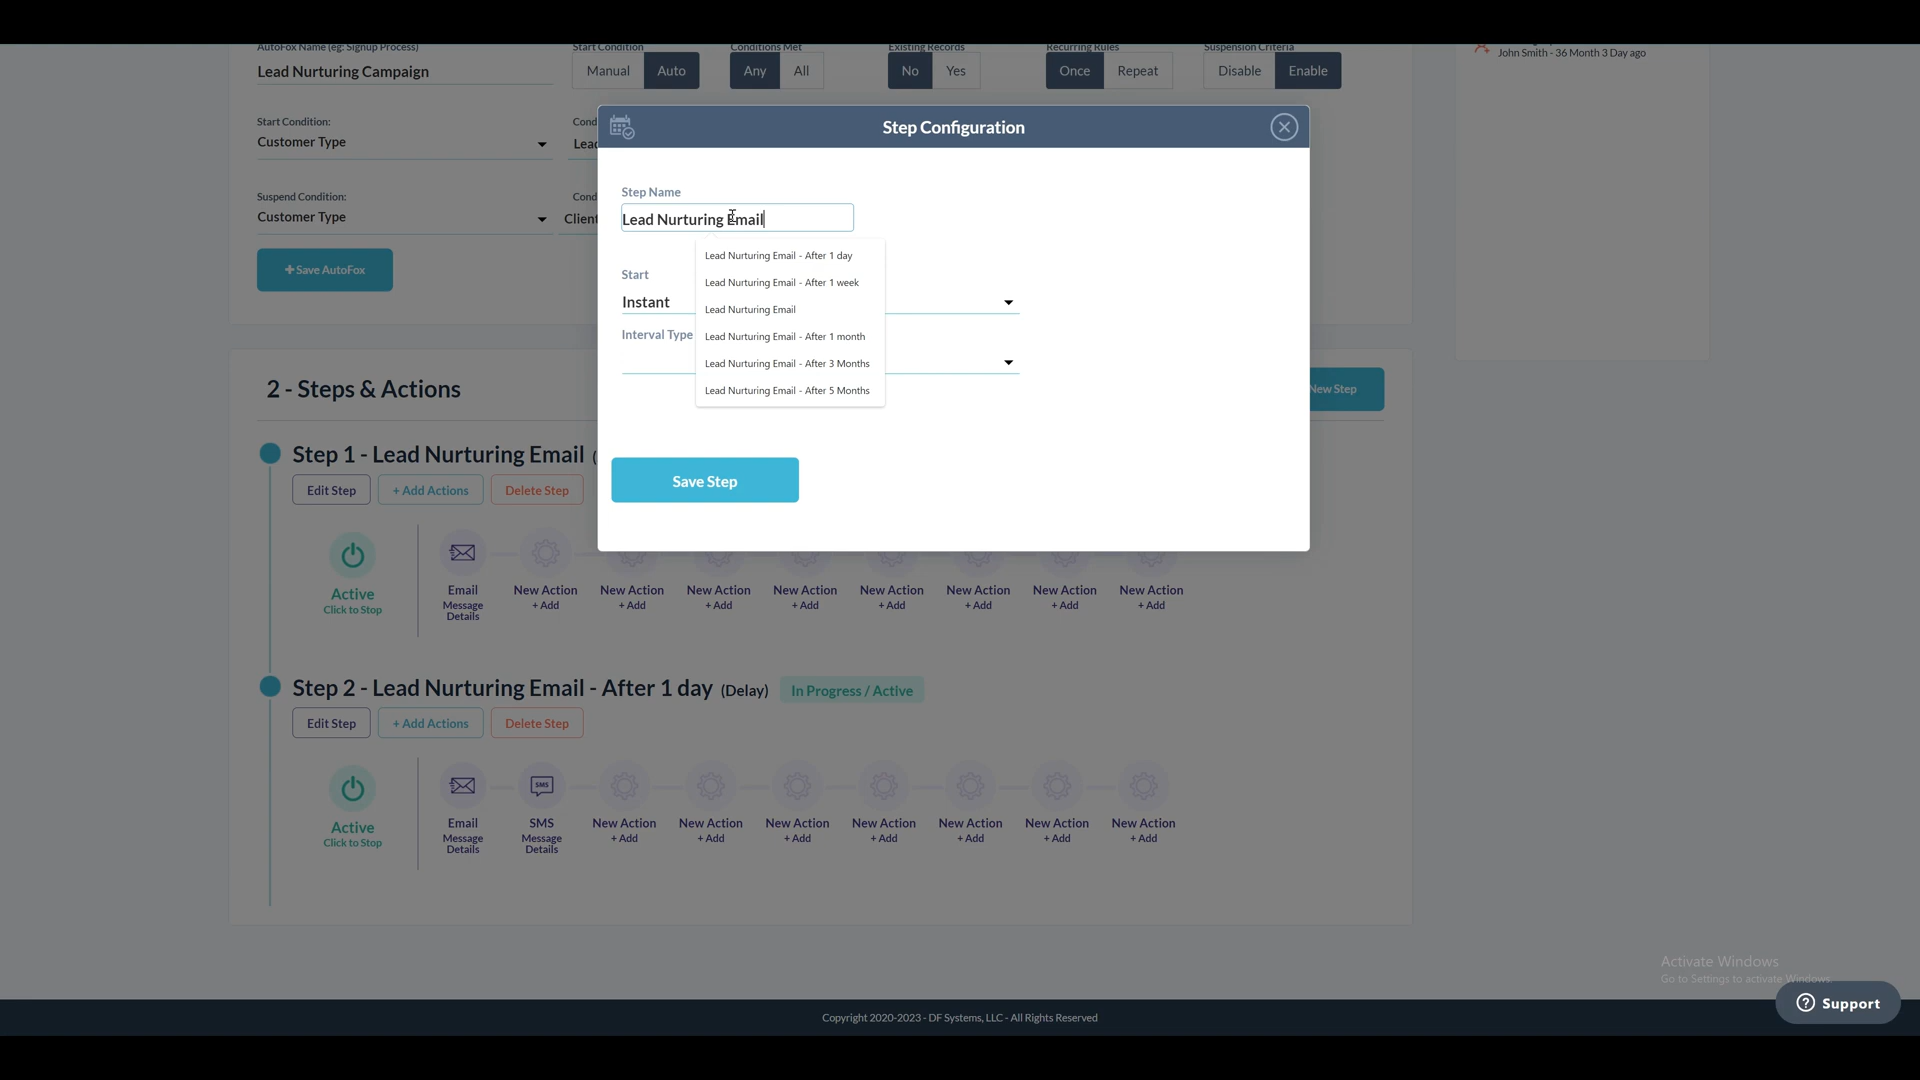 AutoFox Name (eg: Signup Process)
Start Condition
Conditions Met
Existing Records
Recurring Rules
Suspension Criteria
Lead Nurturing Campaign
Manual
Auto
Any
All
No
Yes
Once
Repeat
Disable
Enable
John Smith - 36 Month 3 Day ago
Start Condition:
Customer Type
Cond
Lead
Suspend Condition:
Customer Type
Cond
Client
+ Save AutoFox
Step Configuration
Step Name
Lead Nurturing Email
Lead Nurturing Email - After 1 day
Lead Nurturing Email - After 1 week
Lead Nurturing Email
Lead Nurturing Email - After 1 month
Lead Nurturing Email - After 3 Months
Lead Nurturing Email - After 5 Months
Start
Instant
Interval Type
Save Step
2 - Steps & Actions
New Step
Step 1 - Lead Nurturing Email (
Edit Step
+ Add Actions
Delete Step
Active
Click to Stop
Email
Message
Details
New Action
+ Add
New Action
+ Add
New Action
+ Add
New Action
+ Add
New Action
+ Add
New Action
+ Add
New Action
+ Add
New Action
+ Add
Step 2 - Lead Nurturing Email - After 1 day (Delay) In Progress / Active
Edit Step
+ Add Actions
Delete Step
Active
Click to Stop
Email
Message
Details
SMS
SMS
Message
Details
New Action
+ Add
New Action
+ Add
New Action
+ Add
New Action
+ Add
New Action
+ Add
New Action
+ Add
New Action
+ Add
Activate Windows
Go to Settings to activate Windows.
Support
Copyright 2020-2023 - DF Systems, LLC - All Rights Reserved